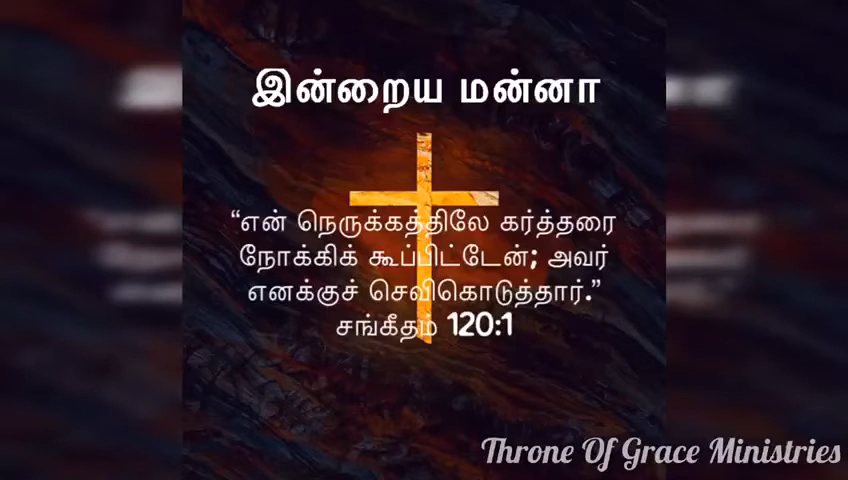 இன்றைய மன்னா
“என் நெருக்கத்திலே கர்த்தரை
நோக்கிக் கூப்பிட்டேன்; அவர்
எனக்குச் செவிகொடுத்தார்.”
சங்கீதம் 120:1
Throne Of Grace Ministries